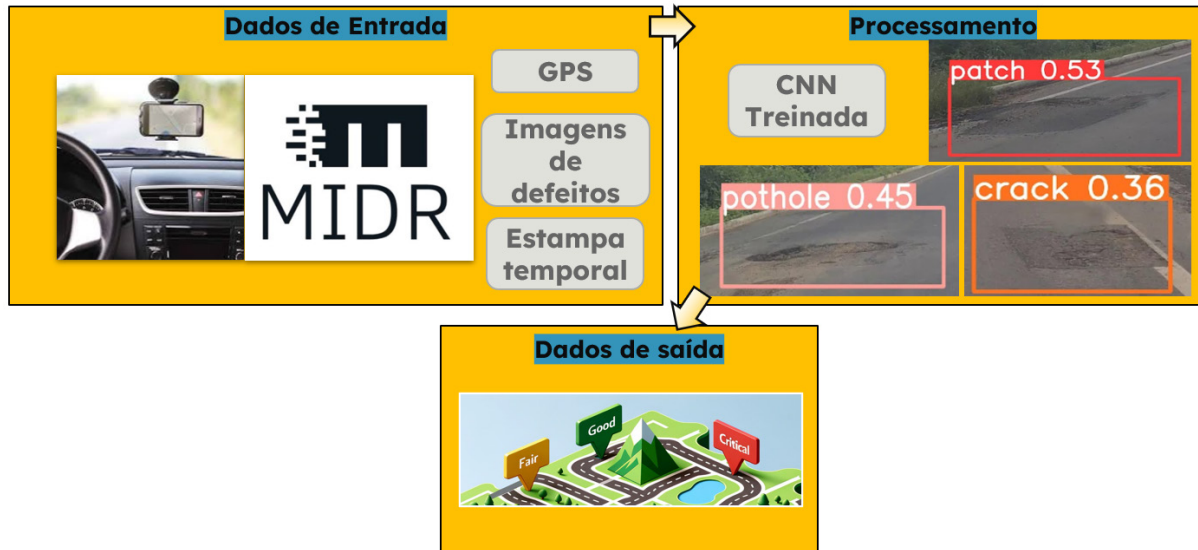 Dados de Entrada
MIDR
GPS
Imagens
de
defeitos
Estampa
temporal
Processamento
CNN
Treinada
patch 0.53
pothole 0.45
crack 0.36
Dados de saída
Fair
Good
Critical